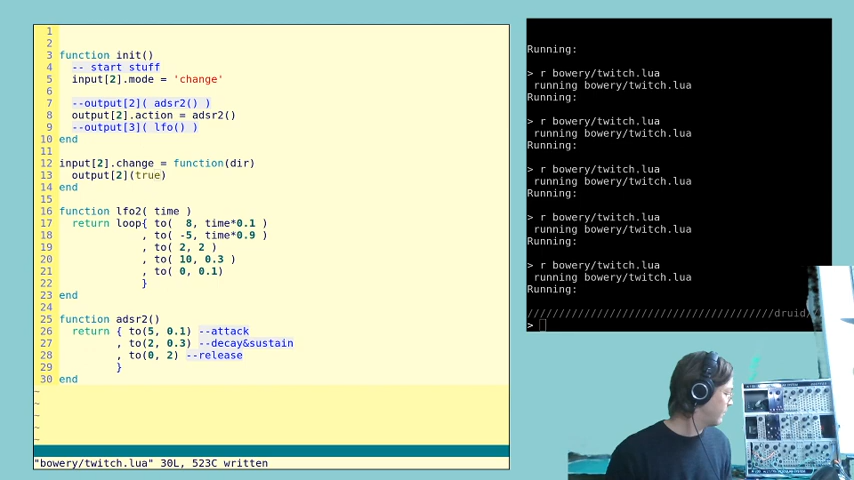 1
2
3 function init()
4   -- start stuff
5   input[2].mode = 'change'
6
7   --output[2]( adsr2() )
8   output[2].action = adsr2()
9   --output[3]( lfo() )
10 end
11
12 input[2].change = function(dir)
13   output[2](true)
14 end
15
16 function lfo2( time )
17   return loop{ to(  8, time*0.1 )
18              , to( -5, time*0.9 )
19              , to( 2, 2 )
20              , to( 10, 0.3 )
21              , to( 0, 0.1)
22              }
23 end
24
25 function adsr2()
26   return { to(5, 0.1) --attack
27          , to(2, 0.3) --decay&sustain
28          , to(0, 2) --release
29          }
30 end
~
~
~
~
~
"bowery/twitch.lua" 30L, 523C written
Running:
> r bowery/twitch.lua
running bowery/twitch.lua
Running:
> r bowery/twitch.lua
running bowery/twitch.lua
Running:
> r bowery/twitch.lua
running bowery/twitch.lua
Running:
> r bowery/twitch.lua
running bowery/twitch.lua
Running:
> r bowery/twitch.lua
running bowery/twitch.lua
Running:
///////////////////////////////////////druid/
>